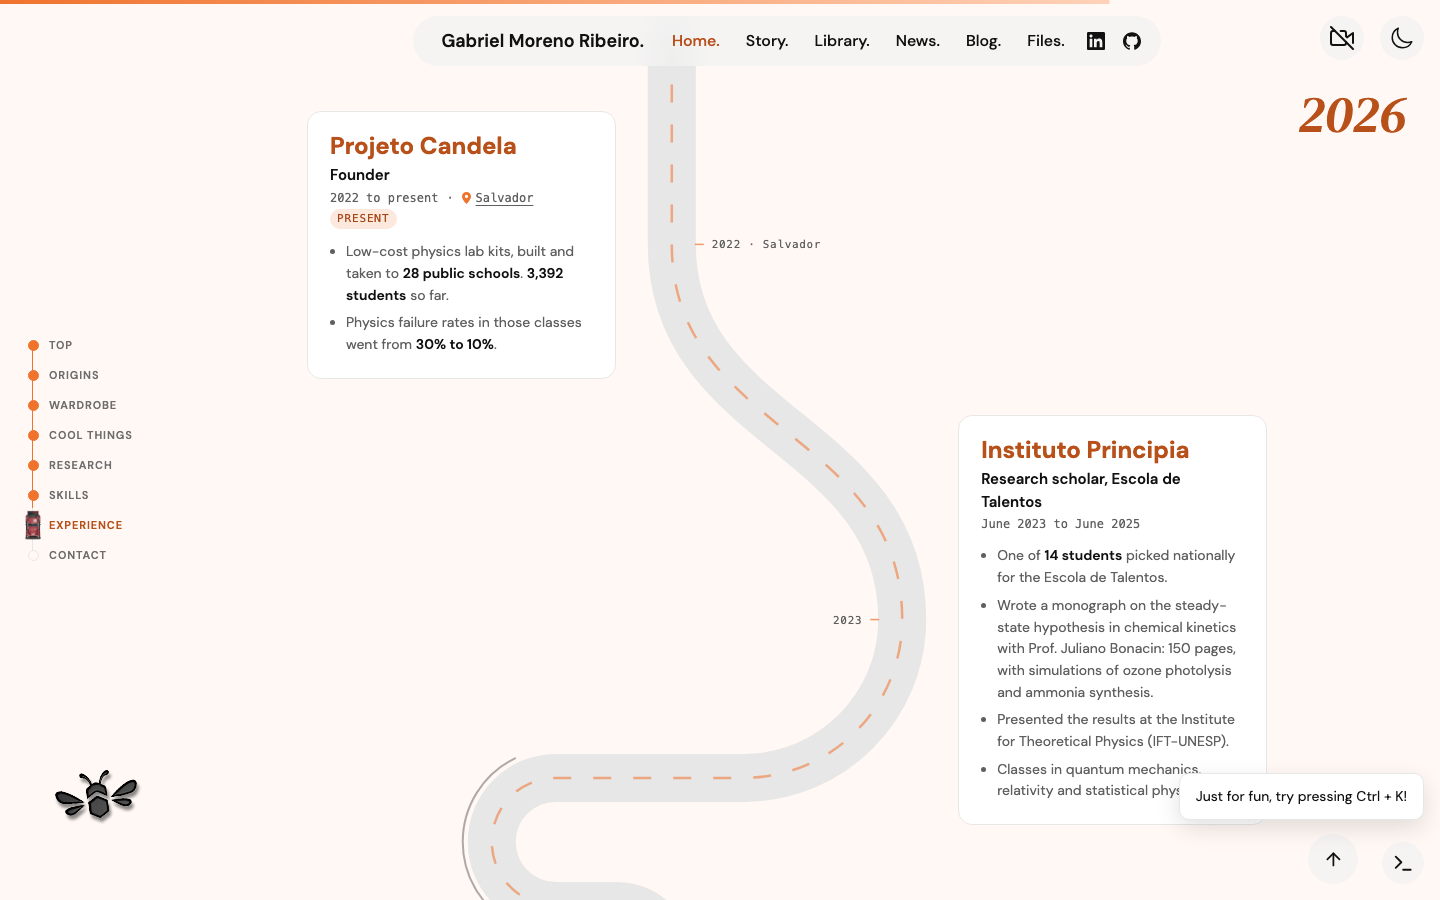 Gabriel Moreno Ribeiro.
Home.
Story.
Library.
News.
Blog.
Files.
2026
Projeto Candela
Founder
2022 to present · Salvador
PRESENT
Low-cost physics lab kits, built and
taken to 28 public schools. 3,392
students so far.
Physics failure rates in those classes
went from 30% to 10%.
2022 · Salvador
TOP
ORIGINS
WARDROBE
COOL THINGS
RESEARCH
SKILLS
EXPERIENCE
CONTACT
Instituto Principia
Research scholar, Escola de
Talentos
June 2023 to June 2025
One of 14 students picked nationally
for the Escola de Talentos.
Wrote a monograph on the steady-
state hypothesis in chemical kinetics
with Prof. Juliano Bonacin: 150 pages,
with simulations of ozone photolysis
and ammonia synthesis.
Presented the results at the Institute
for Theoretical Physics (IFT-UNESP).
Classes in quantum mechanics,
relativity and statistical
2023
Just for fun, try pressing Ctrl + K!